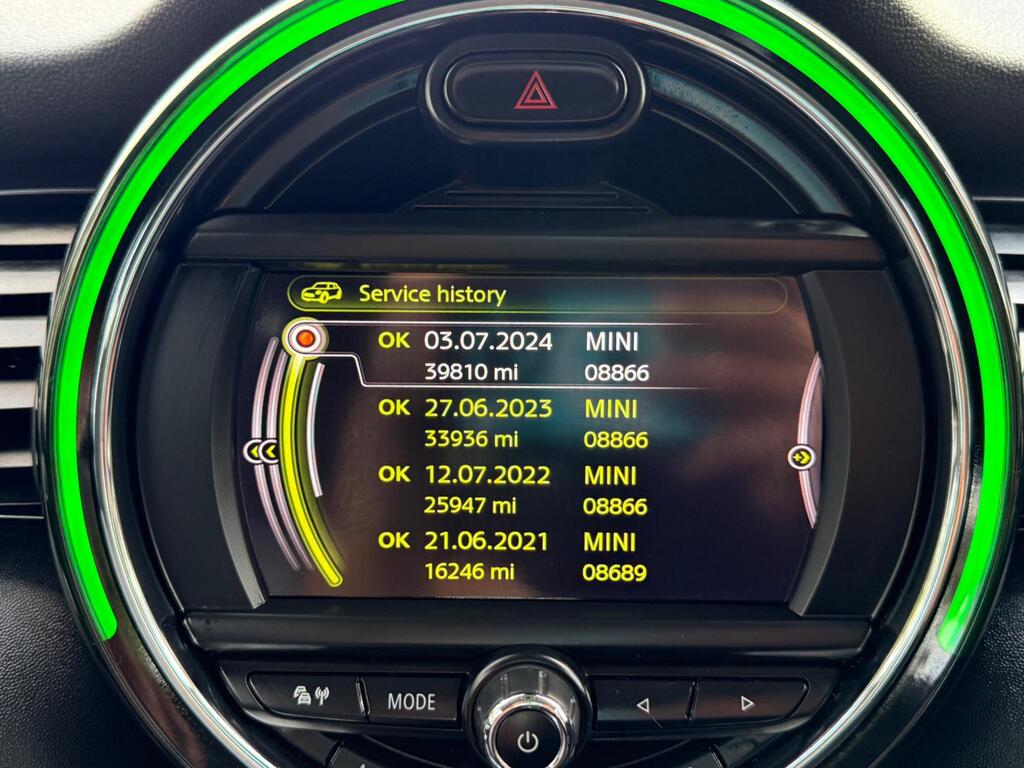 Service history
OK 03.07.2024 MINI
39810 mi 08866
OK 27.06.2023 MINI
33936 mi 08866
OK 12.07.2022 MINI
25947 mi 08866
OK 21.06.2021 MINI
16246 mi 08689
MODE